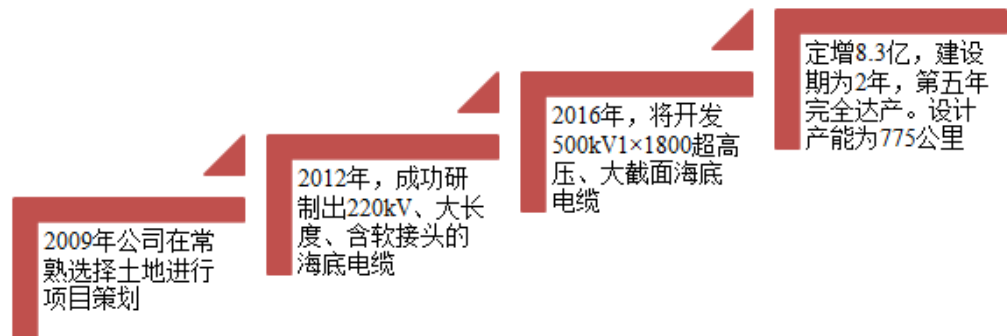 2009年公司在常
熟选择土地进行
项目策划
2012年，成功研
制出220kV、大长
度、含软接头的
海底电缆
2016年，将开发
500kV1×1800超高
压、大截面海底
电缆
定增8.3亿，建设
期为2年，第五年
完全达产。设计
产能为775公里